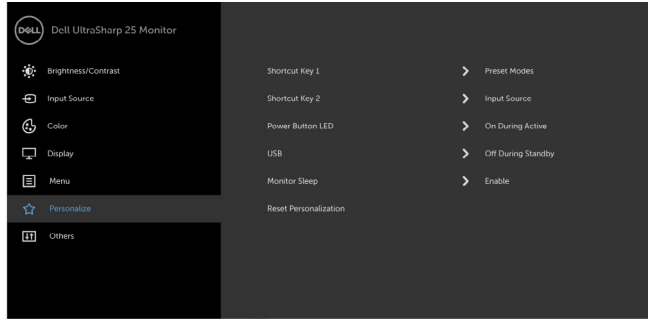 DELL Dell UltraSharp 25 Monitor
Brightness/Contrast
Input Source
Color
Display
Menu
Personalize
Others
Shortcut Key 1 Preset Modes
Shortcut Key 2 Input Source
Power Button LED On During Active
USB Off During Standby
Monitor Sleep Enable
Reset Personalization